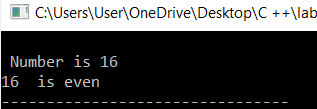 C:\Users\User\OneDrive\Desktop\C ++\lab
Number is 16
16  is even
--------------------------------